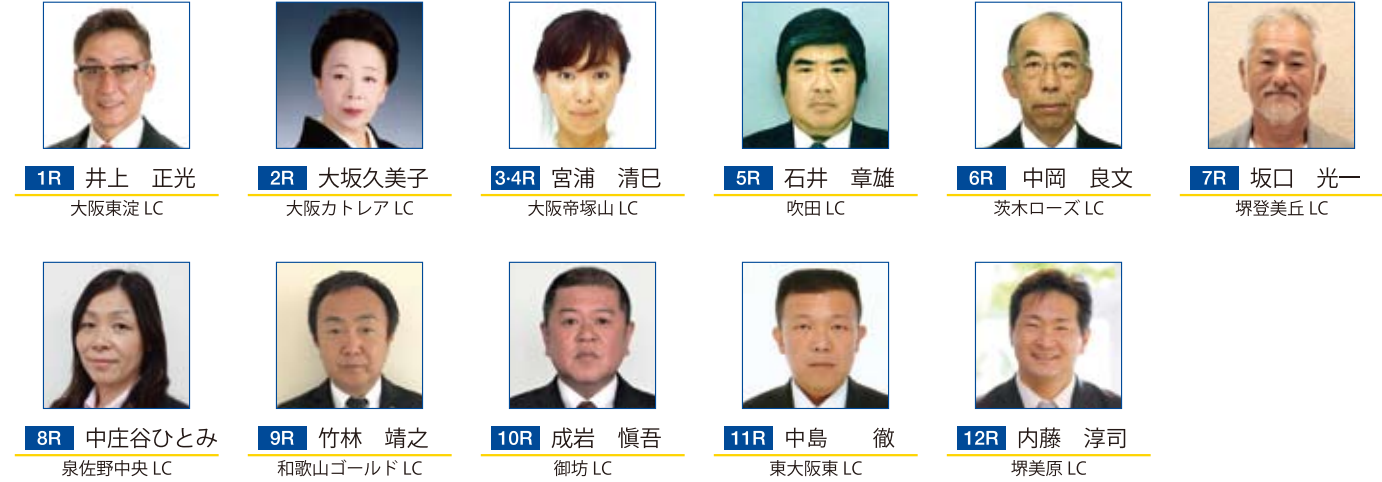 1R 井上　正光
大阪東淀 LC
2R 大坂久美子
大阪カトレア LC
3·4R 宮浦　清巳
大阪帝塚山 LC
5R 石井　章雄
吹田 LC
6R 中岡　良文
茨木ローズ LC
7R 坂口　光一
堺登美丘 LC
8R 中庄谷ひとみ
泉佐野中央 LC
9R 竹林　靖之
和歌山ゴールド LC
10R 成岩　愼吾
御坊 LC
11R 中島　　徹
東大阪東 LC
12R 内藤　淳司
堺美原 LC